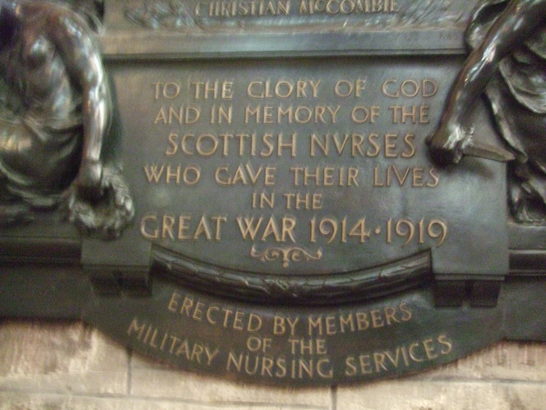 CHRISTIAN McCOMBIE
TO THE GLORY OF GOD
AND IN MEMORY OF THE
SCOTTISH NVRSES
WHO GAVE THEIR LIVES
IN THE
GREAT WAR 1914·1919
ERECTED BY MEMBERS
OF THE
MILITARY NURSING SERVICES